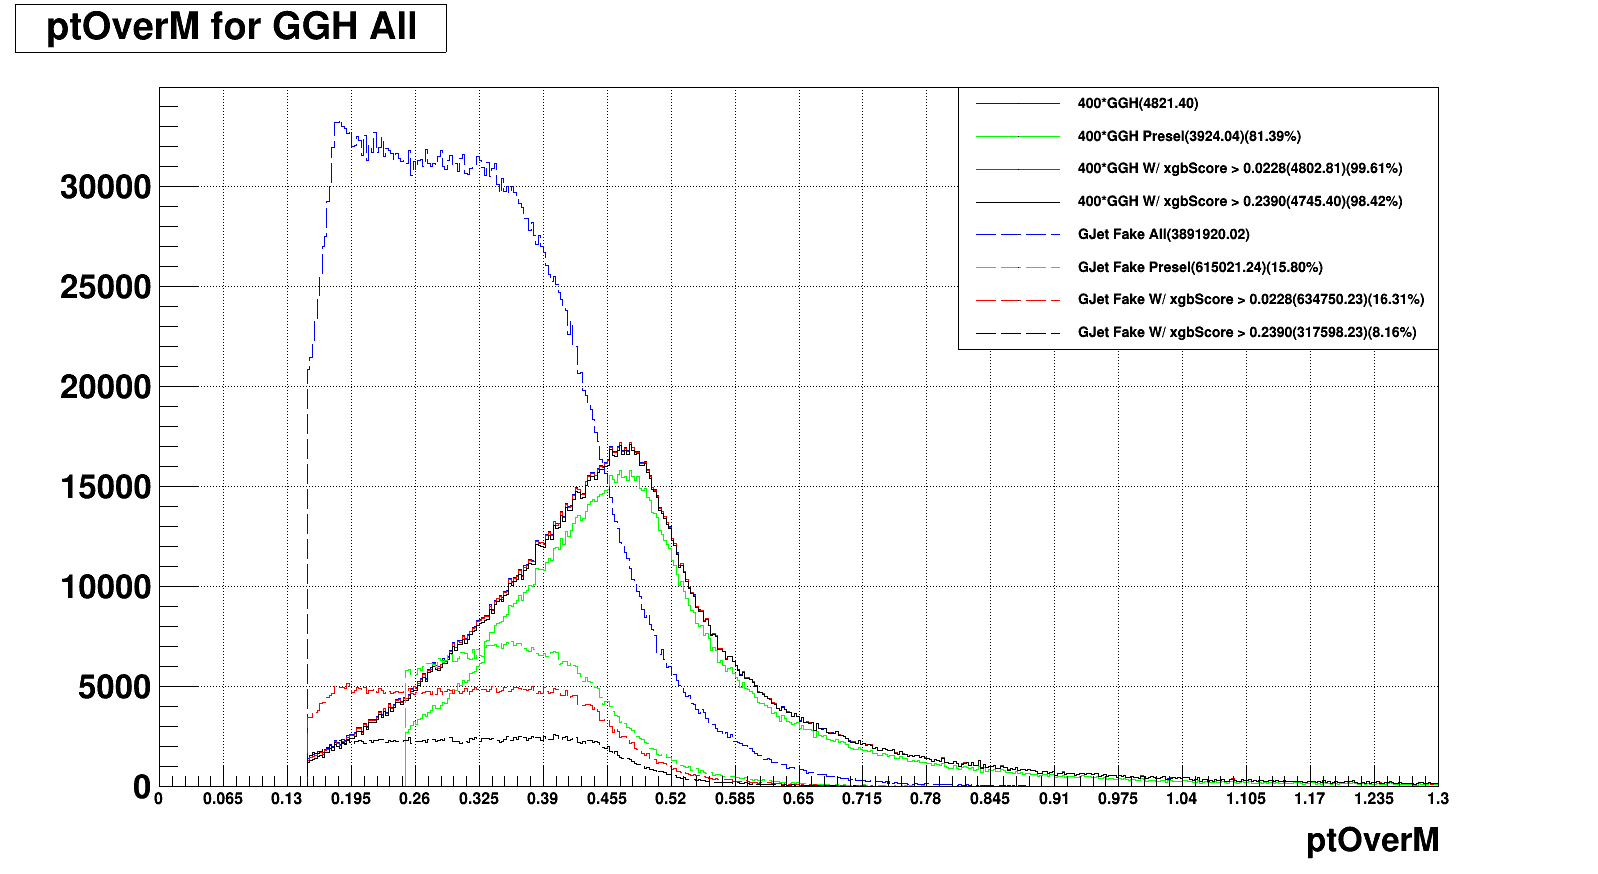 ptOverM for GGH All
400*GGH(4821.40)
400*GGH Presel(3924.04)(81.39%)
400*GGH W/ xgbScore > 0.0228(4802.81)(99.61%)
400*GGH W/ xgbScore > 0.2390(4745.40)(98.42%)
GJet Fake All(3891920.02)
GJet Fake Presel(615021.24)(15.80%)
GJet Fake W/ xgbScore > 0.0228(634750.23)(16.31%)
GJet Fake W/ xgbScore > 0.2390(317598.23)(8.16%)
30000
25000
20000
15000
10000
5000
0
0 0.065 0.13 0.195 0.26 0.325 0.39 0.455 0.52 0.585 0.65 0.715 0.78 0.845 0.91 0.975 1.04 1.105 1.17 1.235 1.3
ptOverM